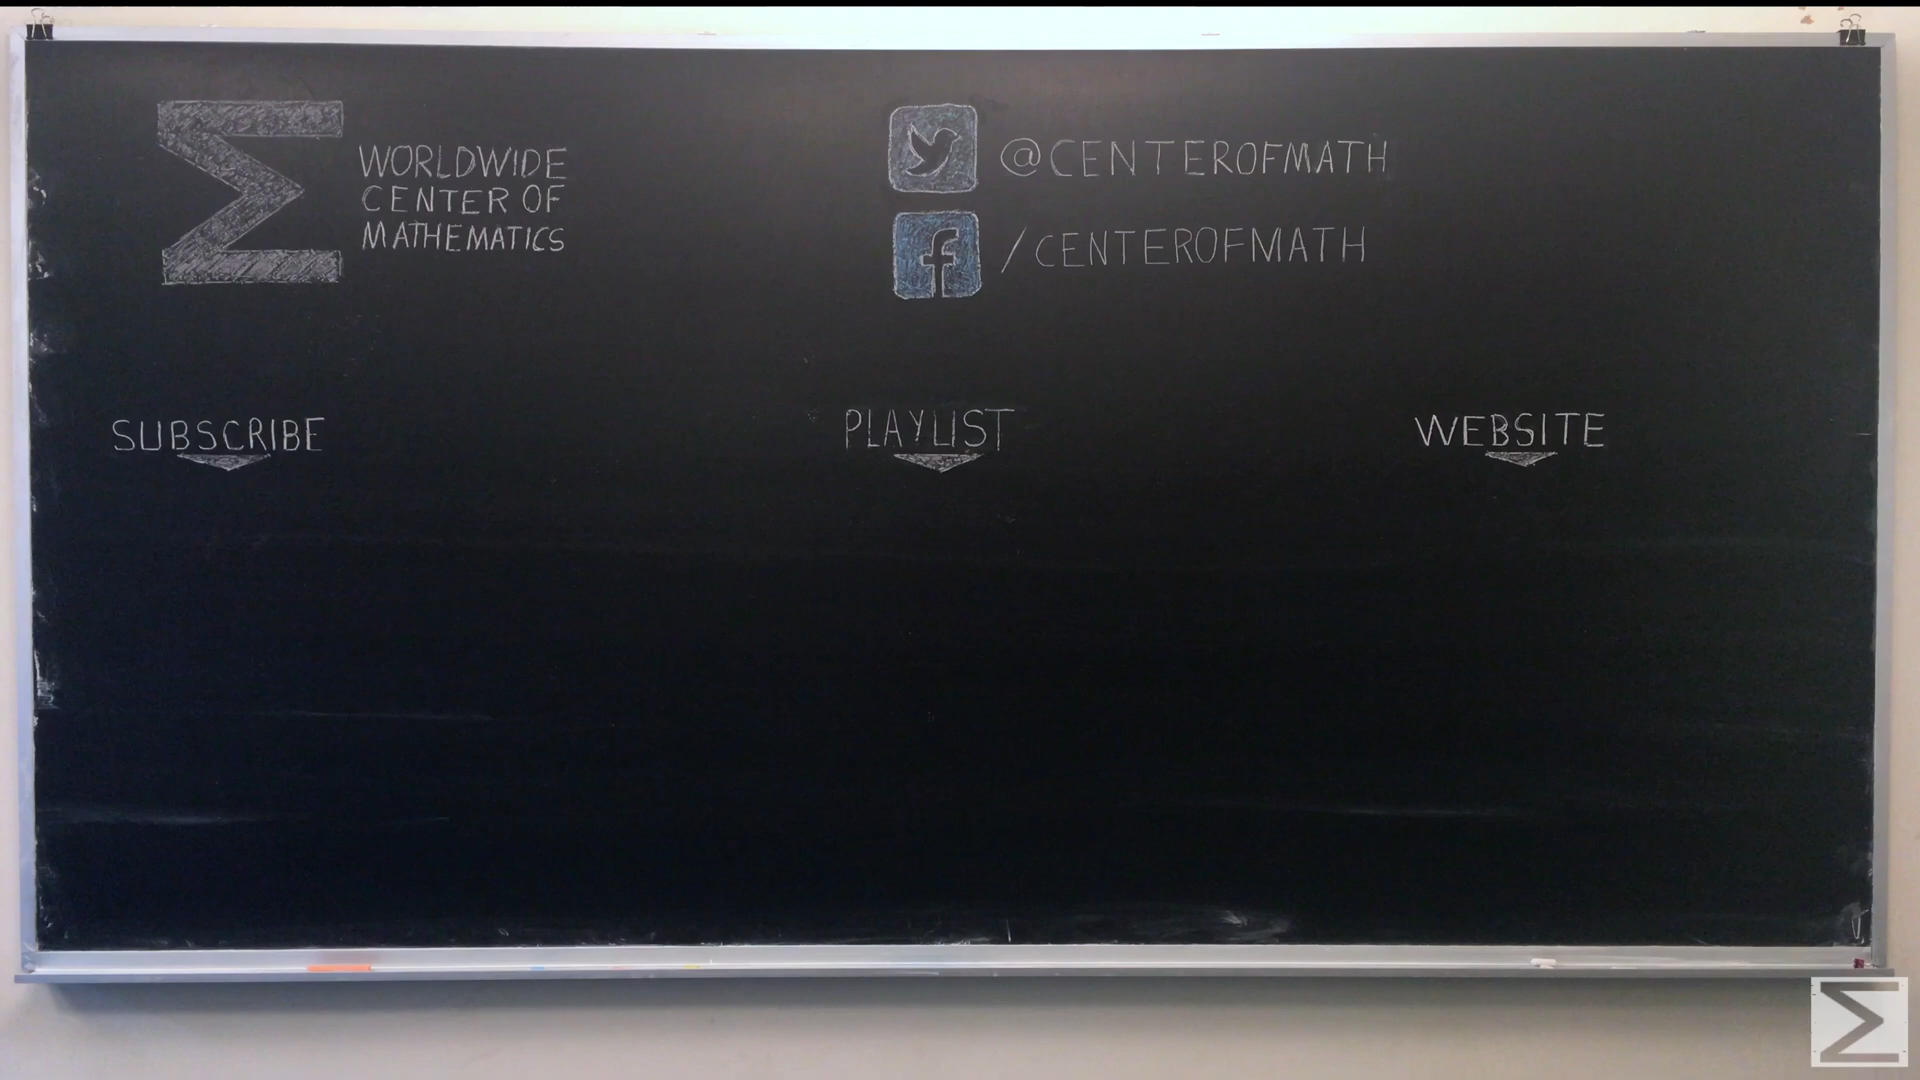 WORLDWIDE
CENTER OF
MATHEMATICS
@CENTEROFMATH
/CENTEROFMATH
SUBSCRIBE
PLAYLIST
WEBSITE